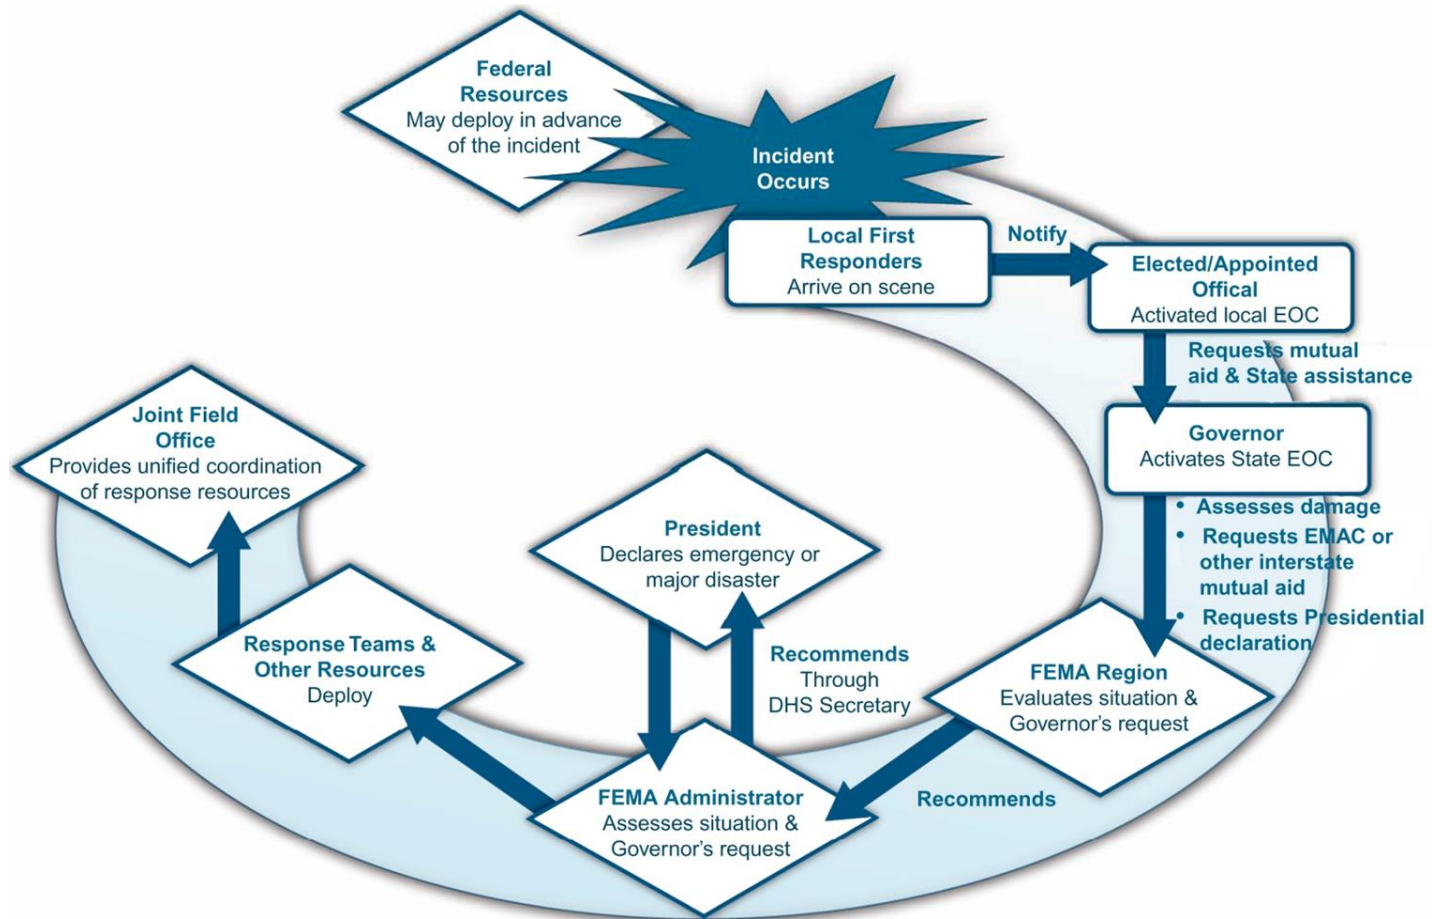 Federal
Resources
May deploy in advance
of the incident
Incident
Occurs
Local First
Responders
Arrive on scene
Notify
Elected/Appointed
Offical
Activated local EOC
Requests mutual
aid & State assistance
Governor
Activates State EOC
• Assesses damage
• Requests EMAC or
other interstate
mutual aid
• Requests Presidential
declaration
FEMA Region
Evaluates situation &
Governor's request
Recommends
FEMA Administrator
Assesses situation &
Governor's request
Recommends
Through
DHS Secretary
President
Declares emergency or
major disaster
Response Teams &
Other Resources
Deploy
Joint Field
Office
Provides unified coordination
of response resources